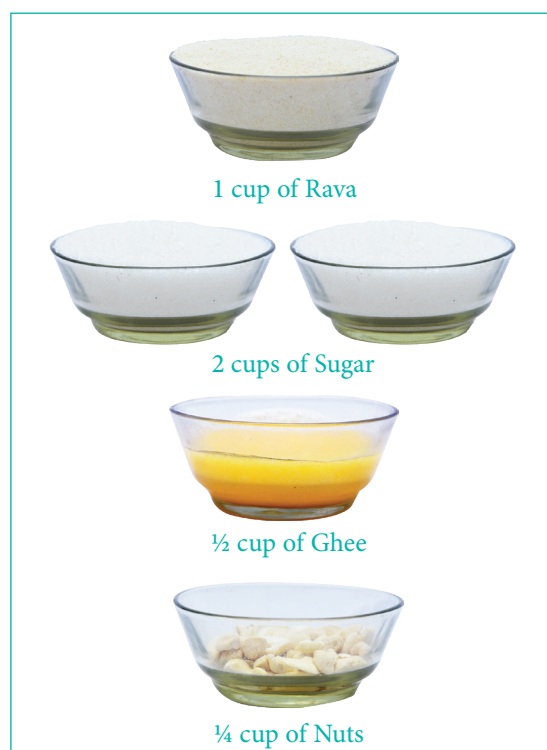 1 cup of Rava
2 cups of Sugar
½ cup of Ghee
¼ cup of Nuts